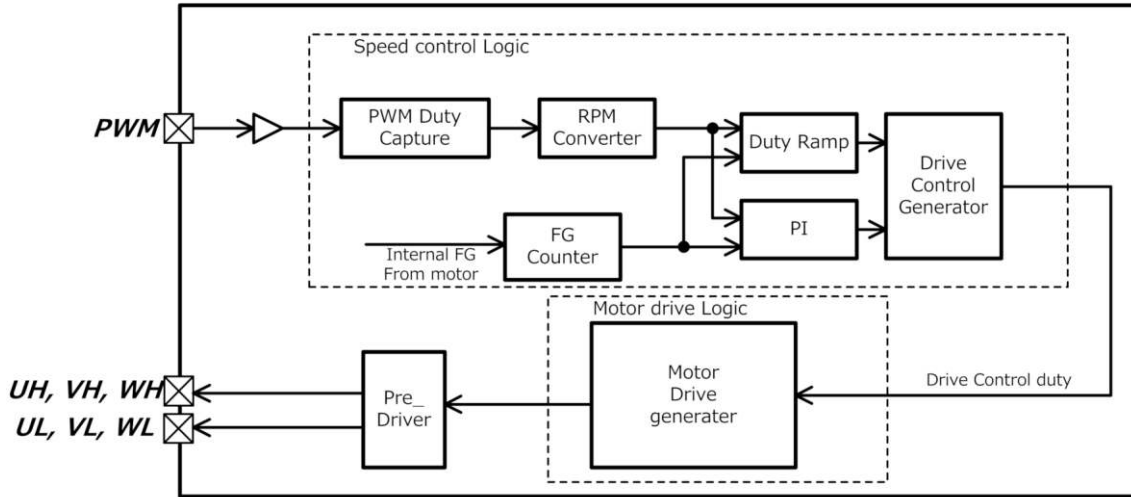 Speed control Logic
PWM
PWM Duty
Capture
RPM
Converter
Duty Ramp
Drive
Control
Generator
PI
FG
Counter
Internal FG
From motor
Motor drive Logic
Motor
Drive
generater
Drive Control duty
Pre_
Driver
UH, VH, WH
UL, VL, WL